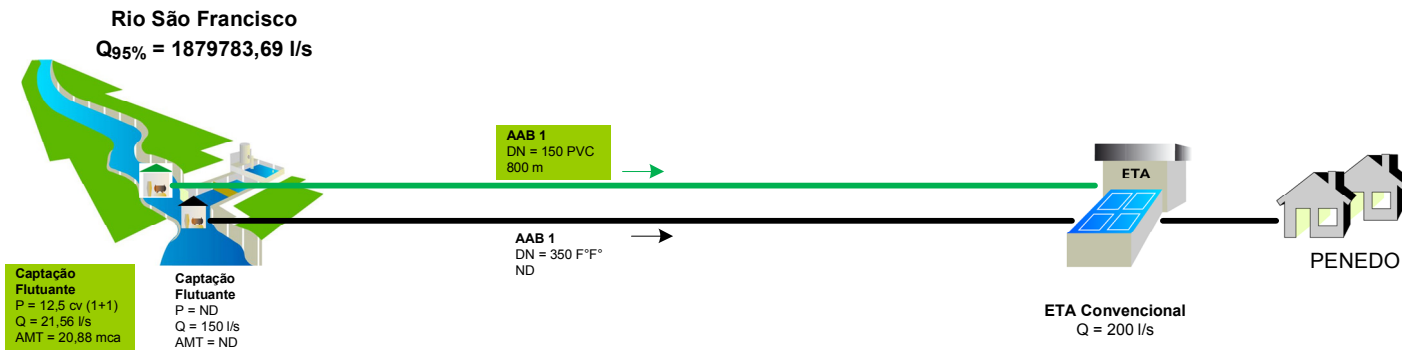 Rio São Francisco
Q95% = 1879783,69 l/s
AAB 1
DN = 150 PVC
800 m
ETA
AAB 1
DN = 350 F°F°
ND
PENEDO
Captação
Flutuante
P = 12,5 cv (1+1)
Q = 21,56 l/s
AMT = 20,88 mca
Captação
Flutuante
P = ND
Q = 150 l/s
AMT = ND
ETA Convencional
Q = 200 l/s